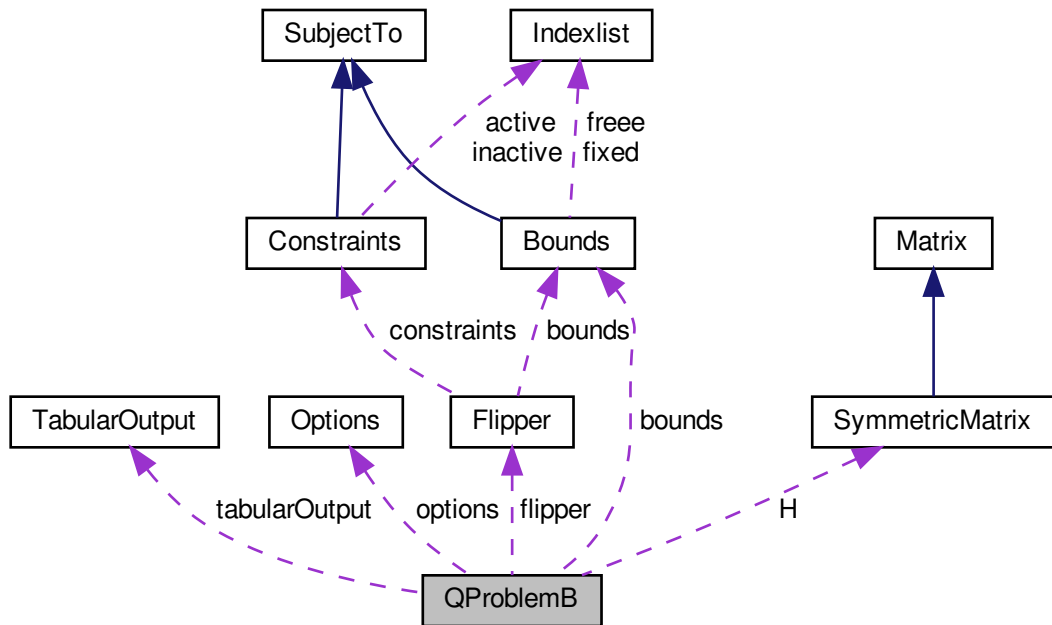 SubjectTo
Indexlist
active
inactive
freee
fixed
Constraints
Bounds
Matrix
constraints
bounds
TabularOutput
Options
Flipper
bounds
SymmetricMatrix
tabularOutput
options
flipper
H
QProblemB